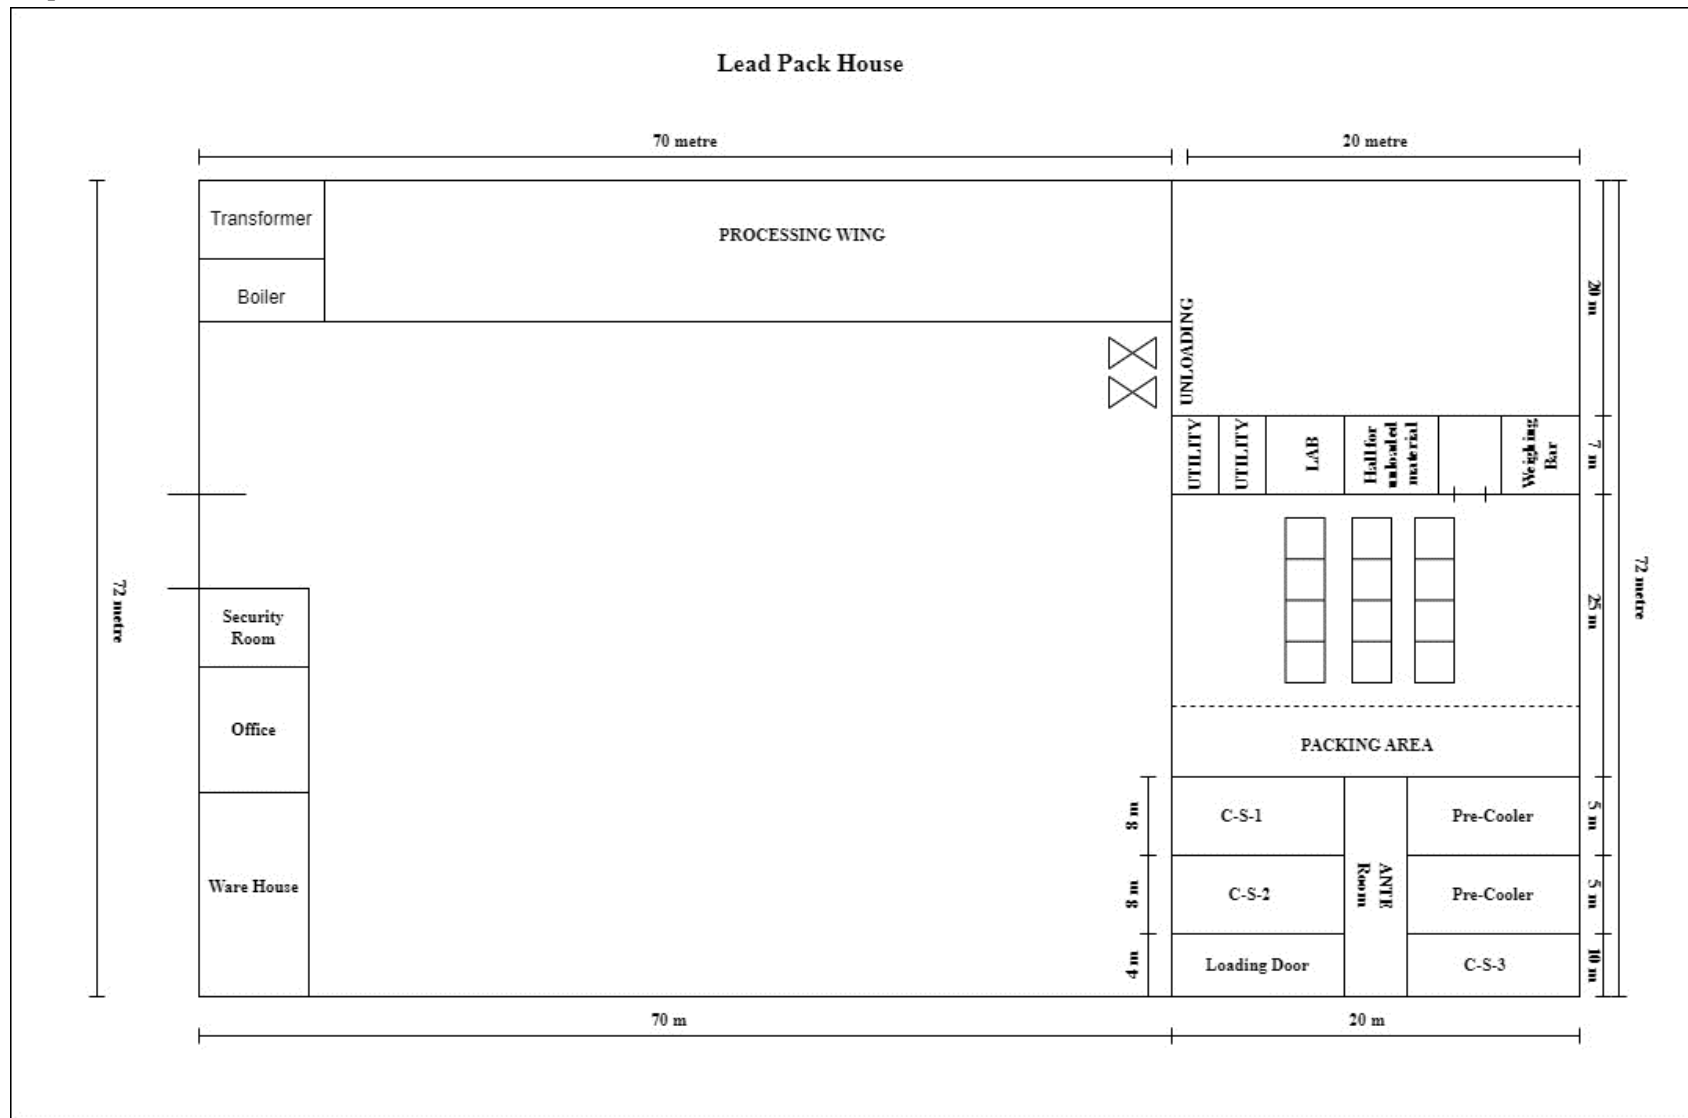 Lead Pack House
70 metre
20 metre
Transformer
Boiler
PROCESSING WING
UNLOADING
20 m
UTILITY
UTILITY
LAB
Hall for
unloaded
material
Weighing
Bar
7 m
72 metre
72 metre
25 m
Security
Room
Office
Ware House
PACKING AREA
8 m
C-S-1
Pre-Cooler
5 m
ANTE
Room
8 m
C-S-2
Pre-Cooler
5 m
4 m
Loading Door
C-S-3
10 m
70 m
20 m